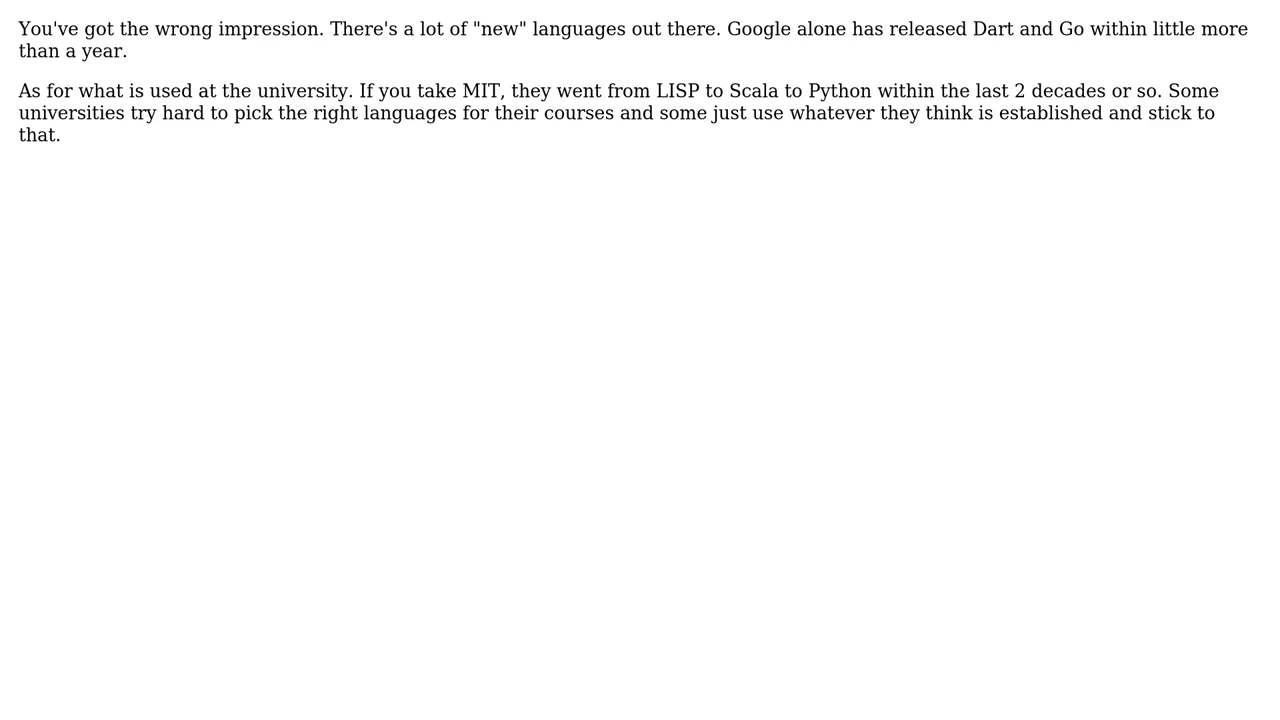 You've got the wrong impression. There's a lot of "new" languages out there. Google alone has released Dart and Go within little more
than a year.
As for what is used at the university. If you take MIT, they went from LISP to Scala to Python within the last 2 decades or so. Some
universities try hard to pick the right languages for their courses and some just use whatever they think is established and stick to
that.